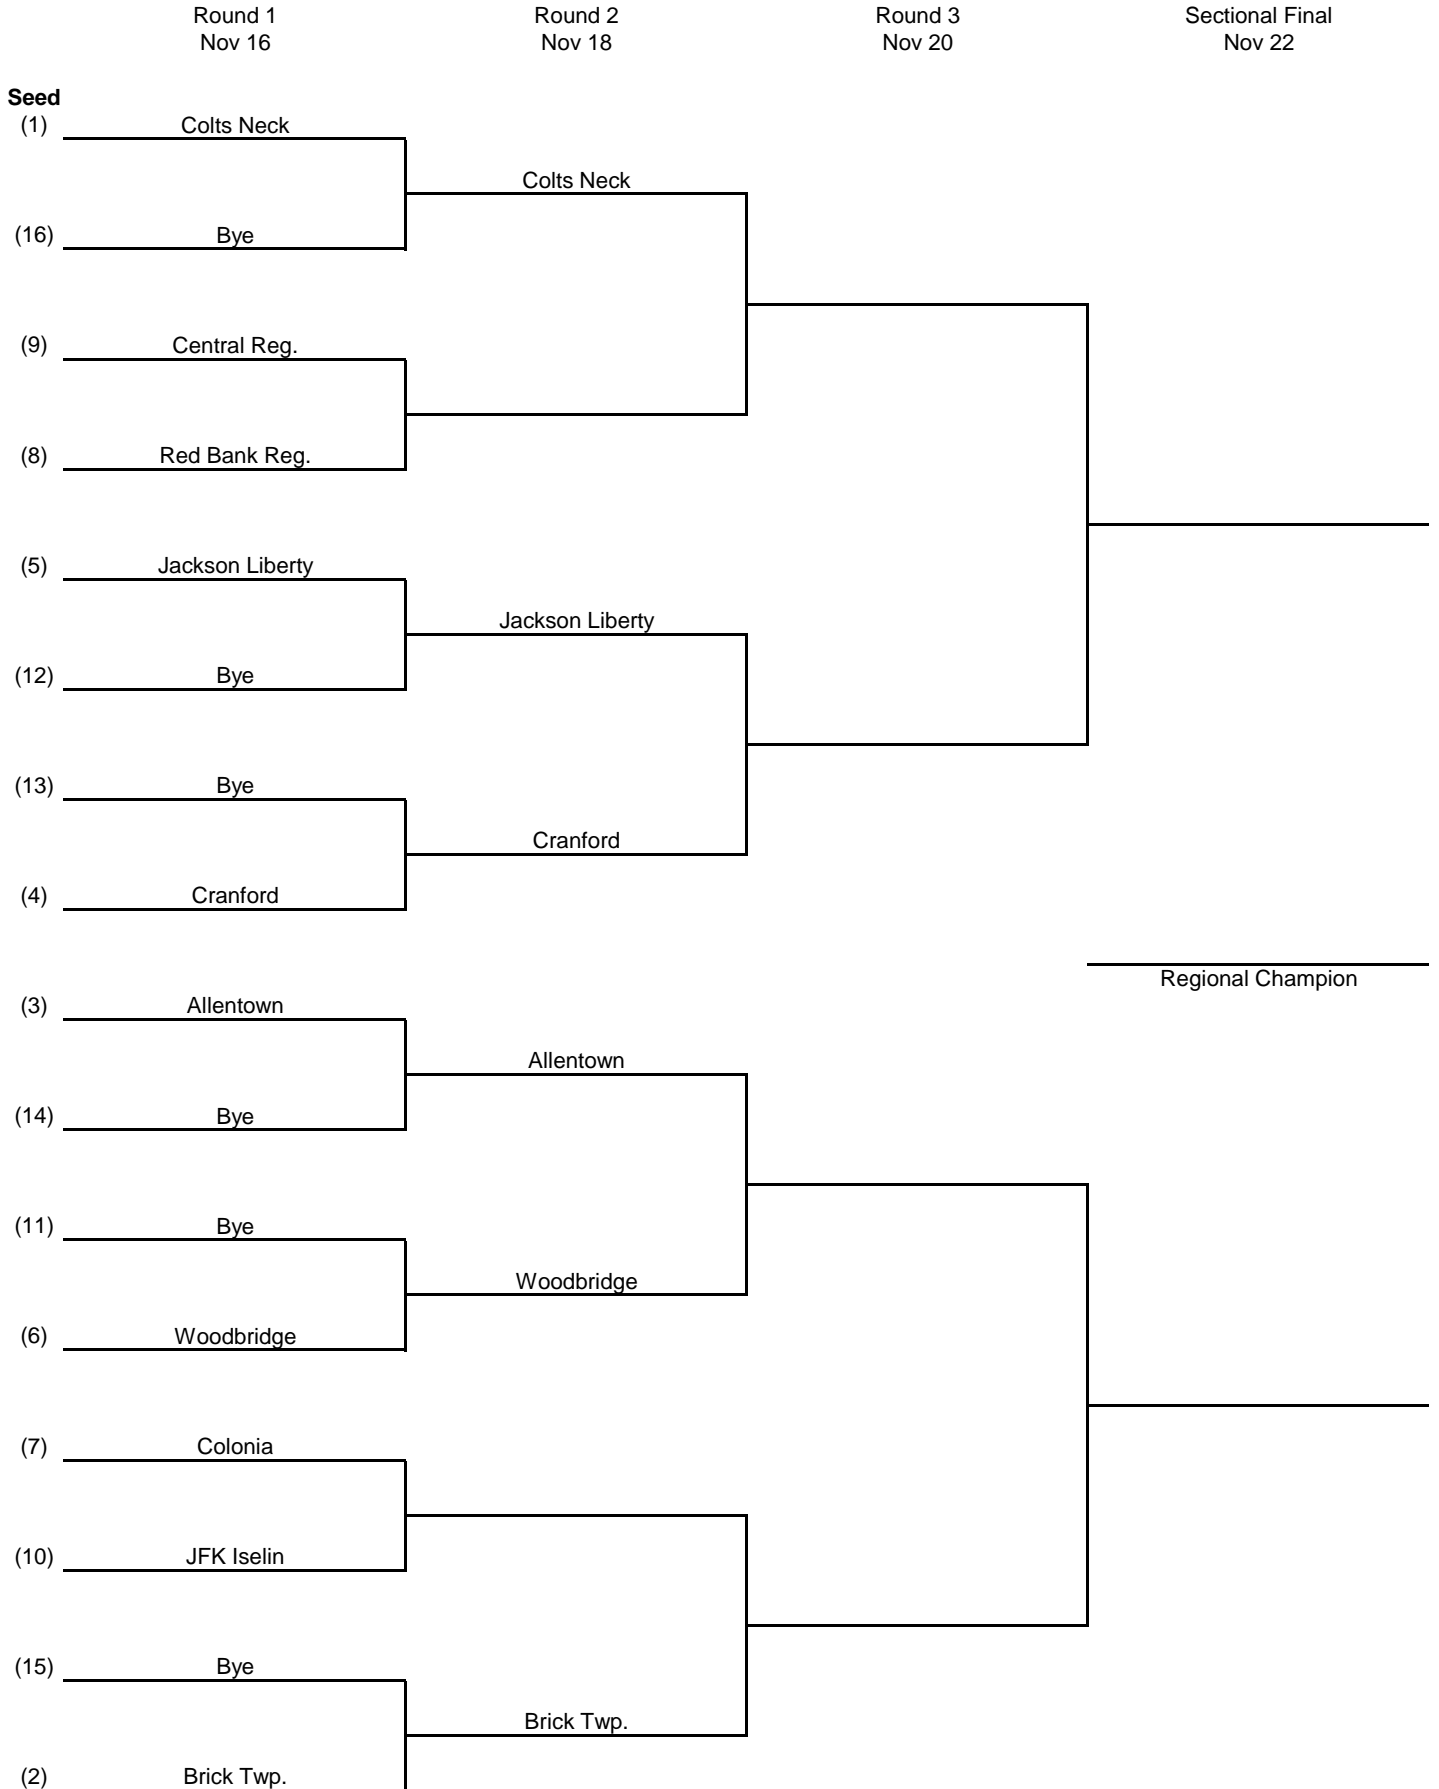 Round 1 Round 2 Round 3 Sectional Final
Nov 16 Nov 18 Nov 20 Nov 22
Seed
(1) Colts Neck
Colts Neck
(16) Bye
(9) Central Reg.
(8) Red Bank Reg.
(5) Jackson Liberty
Jackson Liberty
(12) Bye
(13) Bye
Cranford
(4) Cranford
Regional Champion
(3) Allentown
Allentown
(14) Bye
(11) Bye
Woodbridge
(6) Woodbridge
(7) Colonia
(10) JFK Iselin
(15) Bye
Brick Twp.
(2) Brick Twp.